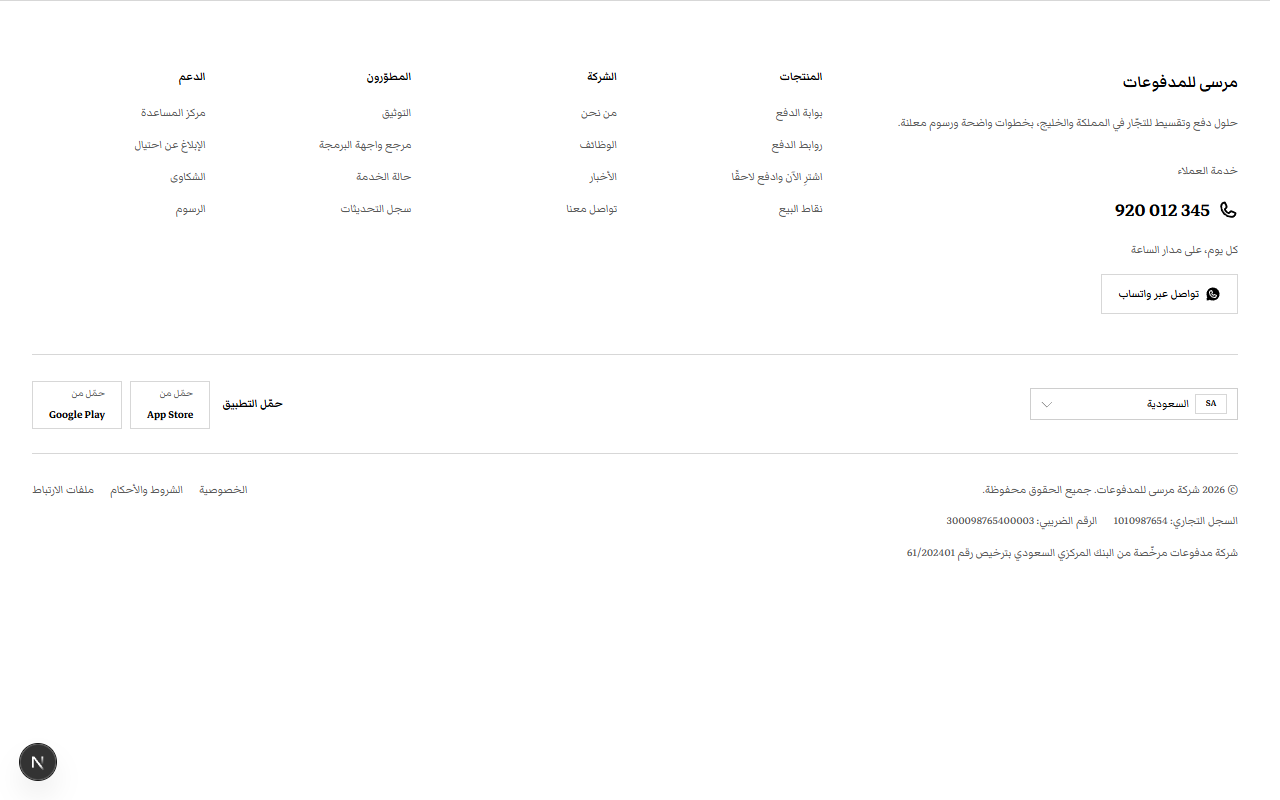 مرسى للمدفوعات
حلول دفع وتقسيط للتجّار في المملكة والخليج، بخطوات واضحة ورسوم معلنة.
خدمة العملاء
920 012 345
كل يوم، على مدار الساعة
تواصل عبر واتساب
المنتجات
بوابة الدفع
روابط الدفع
اشترِ الآن وادفع لاحقًا
نقاط البيع
الشركة
من نحن
الوظائف
الأخبار
تواصل معنا
المطوّرون
التوثيق
مرجع واجهة البرمجة
حالة الخدمة
سجل التحديثات
الدعم
مركز المساعدة
الإبلاغ عن احتيال
الشكاوى
الرسوم
SA السعودية
حمّل التطبيق
حمّل من
App Store
حمّل من
Google Play
© 2026 شركة مرسى للمدفوعات. جميع الحقوق محفوظة.
السجل التجاري: 1010987654 الرقم الضريبي: 300098765400003
شركة مدفوعات مرخّصة من البنك المركزي السعودي بترخيص رقم 61/202401
الخصوصية الشروط والأحكام ملفات الارتباط
N